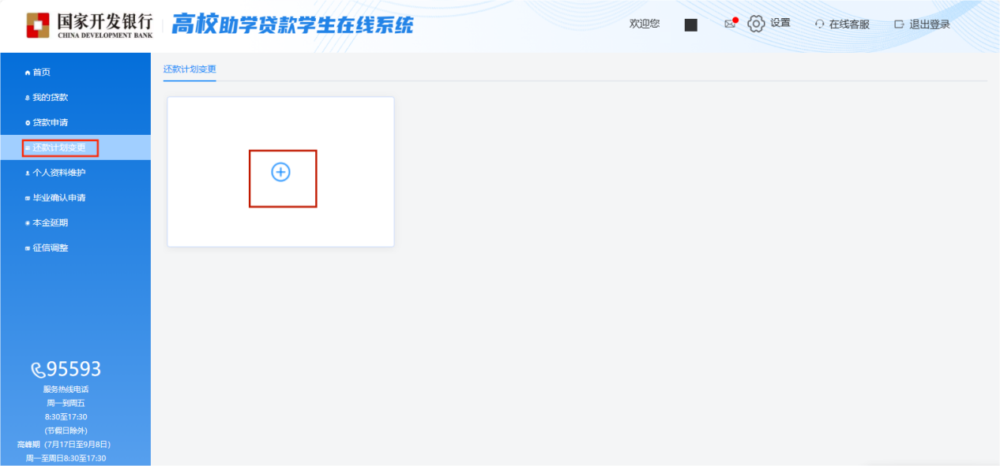 国家开发银行
CHINA DEVELOPMENT BANK
高校助学贷款学生在线系统
欢迎您
设置
在线客服
退出登录
首页
我的贷款
贷款申请
还款计划变更
个人资料维护
毕业确认申请
本金延期
征信调整
还款计划变更
95593
服务热线电话
周一到周五
8:30至17:30
(节假日除外)
高峰期（7月17日至9月8日）
周一至周日8:30至17:30